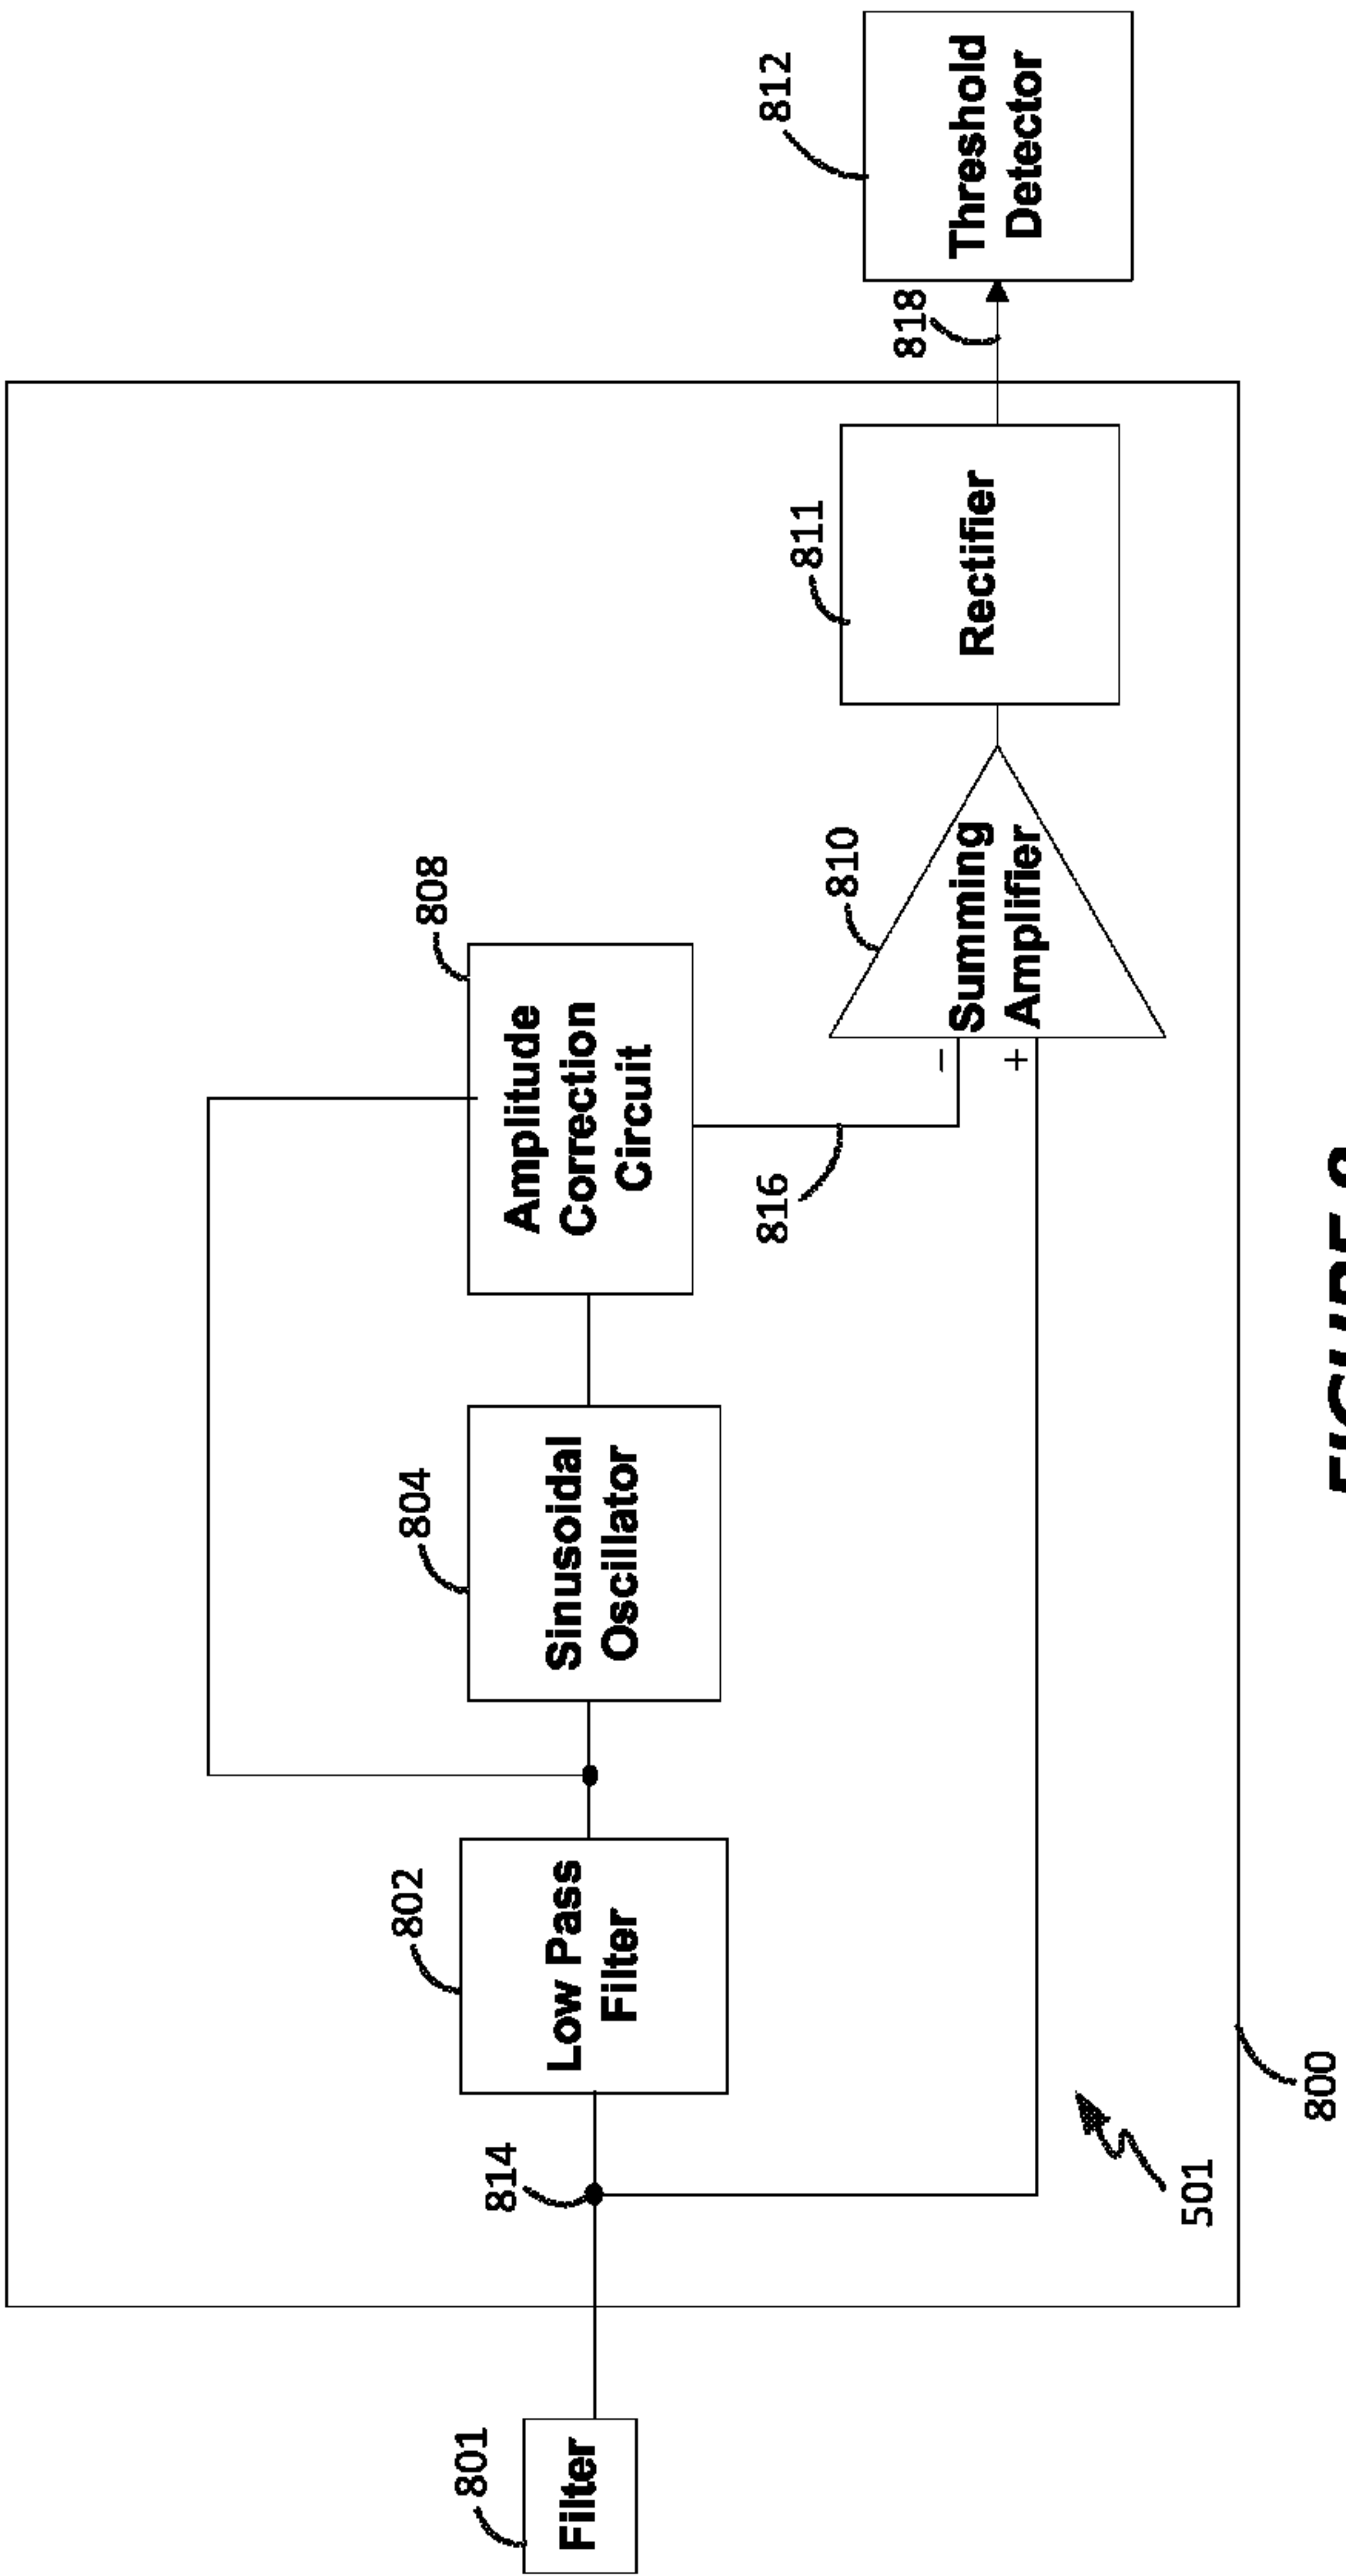 801
Filter
814
802
Low Pass
Filter
804
Sinusoidal
Oscillator
808
Amplitude
Correction
Circuit
816
−
+
810
Summing
Amplifier
811
Rectifier
818
812
Threshold
Detector
501
800
FIGURE